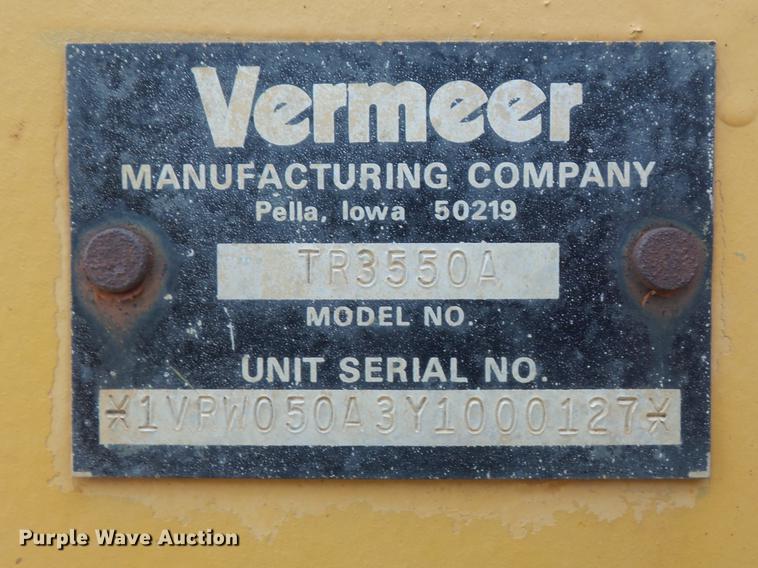 Vermeer
MANUFACTURING COMPANY
Pella, Iowa 50219
TR3550A
MODEL NO.
UNIT SERIAL NO.
*1VRW050A3Y1000127*
Purple Wave Auction